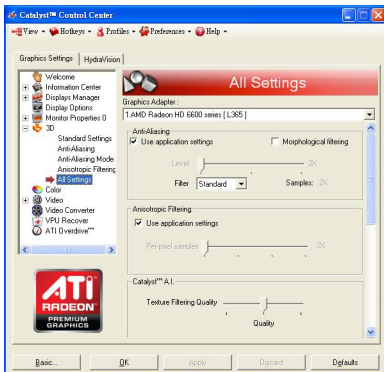 Catalyst™ Control Center
View Hotkeys Profiles Preferences Help
Graphics Settings HydraVision
Welcome
Information Center
Displays Manager
Display Options
Monitor Properties 0
3D
Standard Settings
Anti-Aliasing
Anti-Aliasing Mode
Anisotropic Filtering
All Settings
Color
Video
Video Converter
VPU Recover
ATI Overdrive™
ATI
RADEON
PREMIUM
GRAPHICS
All Settings
Graphics Adapter:
1.AMD Radeon HD 6600 series [ L365 ]
Anti-Aliasing
Use application settings Morphological filtering
Level 2X
Filter Standard Samples: 2X
Anisotropic Filtering
Use application settings
Per-pixel samples 2X
Catalyst™ A.I.
Texture Filtering Quality
Quality
Basic... OK Apply Discard Defaults